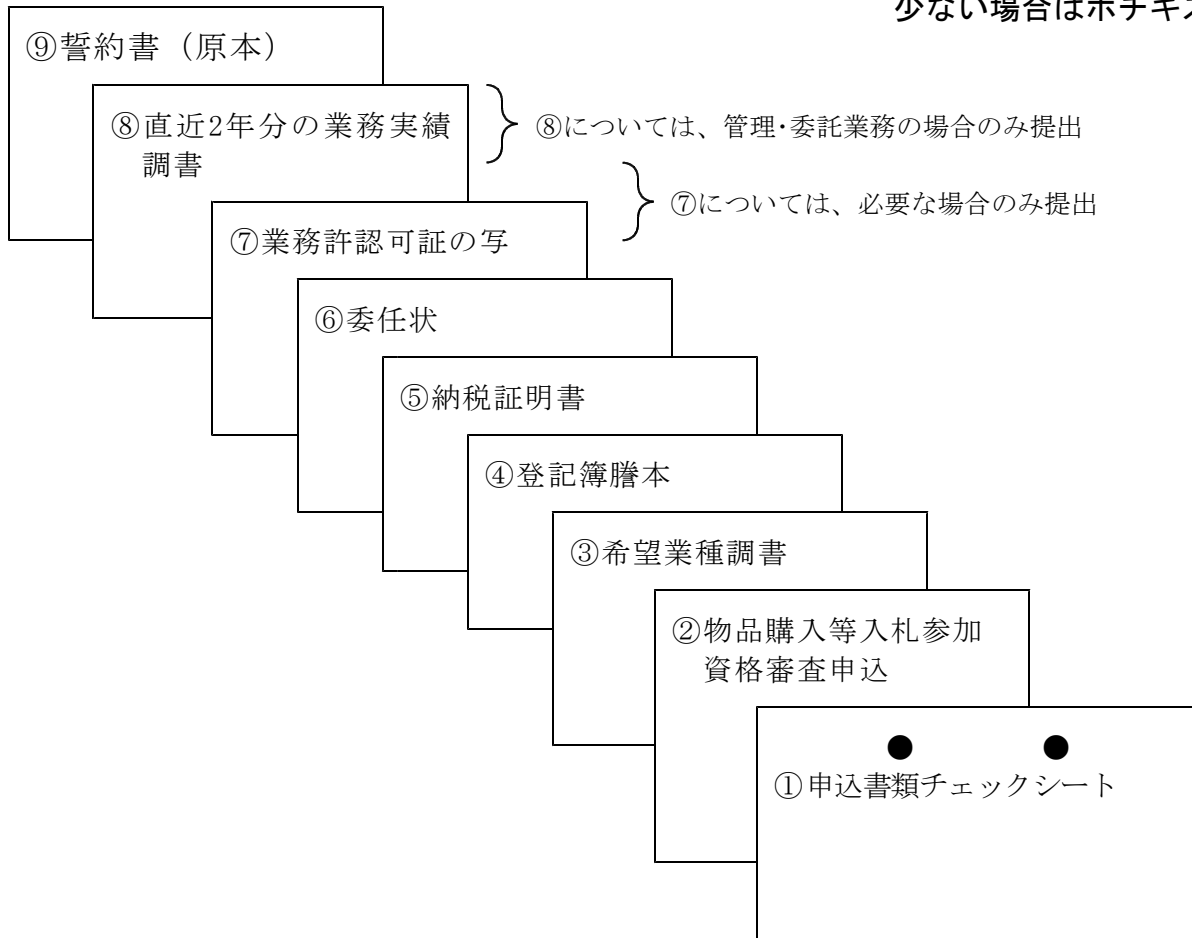 少ない場合はホチキス
⑨誓約書（原本）
⑧直近2年分の業務実績
調書
⑧については、管理・委託業務の場合のみ提出
⑦については、必要な場合のみ提出
⑦業務許認可証の写
⑥委任状
⑤納税証明書
④登記簿謄本
③希望業種調書
②物品購入等入札参加
資格審査申込
①申込書類チェックシート